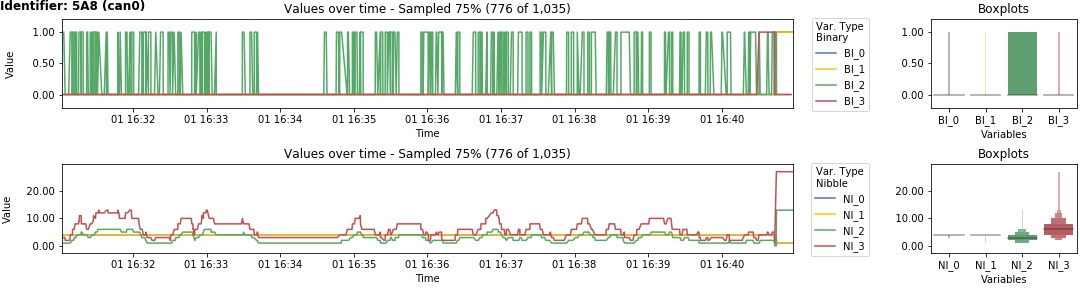 Identifier: 5A8 (can0)
Values over time - Sampled 75% (776 of 1,035)
Boxplots
1.00
0.50
0.00
Value
01 16:32 01 16:33 01 16:34 01 16:35 01 16:36 01 16:37 01 16:38 01 16:39 01 16:40
Time
Var. Type
Binary
BI_0
BI_1
BI_2
BI_3
1.00
0.50
0.00
BI_0 BI_1 BI_2 BI_3
Variables
Values over time - Sampled 75% (776 of 1,035)
Boxplots
20.00
10.00
0.00
Value
01 16:32 01 16:33 01 16:34 01 16:35 01 16:36 01 16:37 01 16:38 01 16:39 01 16:40
Time
Var. Type
Nibble
NI_0
NI_1
NI_2
NI_3
20.00
10.00
0.00
NI_0 NI_1 NI_2 NI_3
Variables